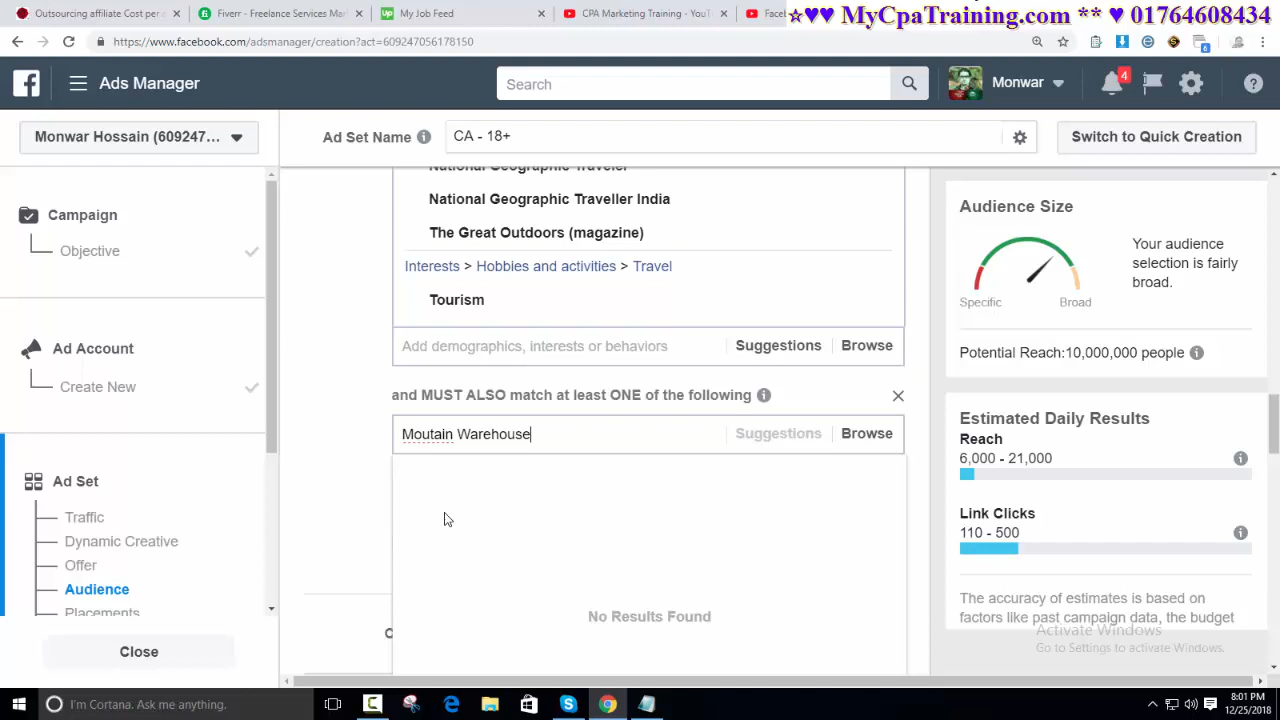 Outsourcing affiliate Cost per
Fiverr - Freelance Services Mar
My Job Feed
CPA Marketing Training - YouT
Faceb
☆♥♥ MyCpaTraining.com ** ♥ 01764608434
https://www.facebook.com/adsmanager/creation?act=609247056178150
Ads Manager
Search
Monwar
4
Monwar Hossain (609247...
Ad Set Name
CA - 18+
Switch to Quick Creation
Campaign
Objective
Ad Account
Create New
Ad Set
Traffic
Dynamic Creative
Offer
Audience
Placements
Close
National Geographic Traveler
National Geographic Traveller India
The Great Outdoors (magazine)
Interests > Hobbies and activities > Travel
Tourism
Add demographics, interests or behaviors
Suggestions
Browse
and MUST ALSO match at least ONE of the following
Moutain Warehouse
Suggestions
Browse
No Results Found
Audience Size
Your audience
selection is fairly
broad.
Specific
Broad
Potential Reach:10,000,000 people
Estimated Daily Results
Reach
6,000 - 21,000
Link Clicks
110 - 500
The accuracy of estimates is based on
factors like past campaign data, the budget
Activate Windows
Go to Settings to activate Windows.
I'm Cortana. Ask me anything.
8:01 PM
12/25/2018